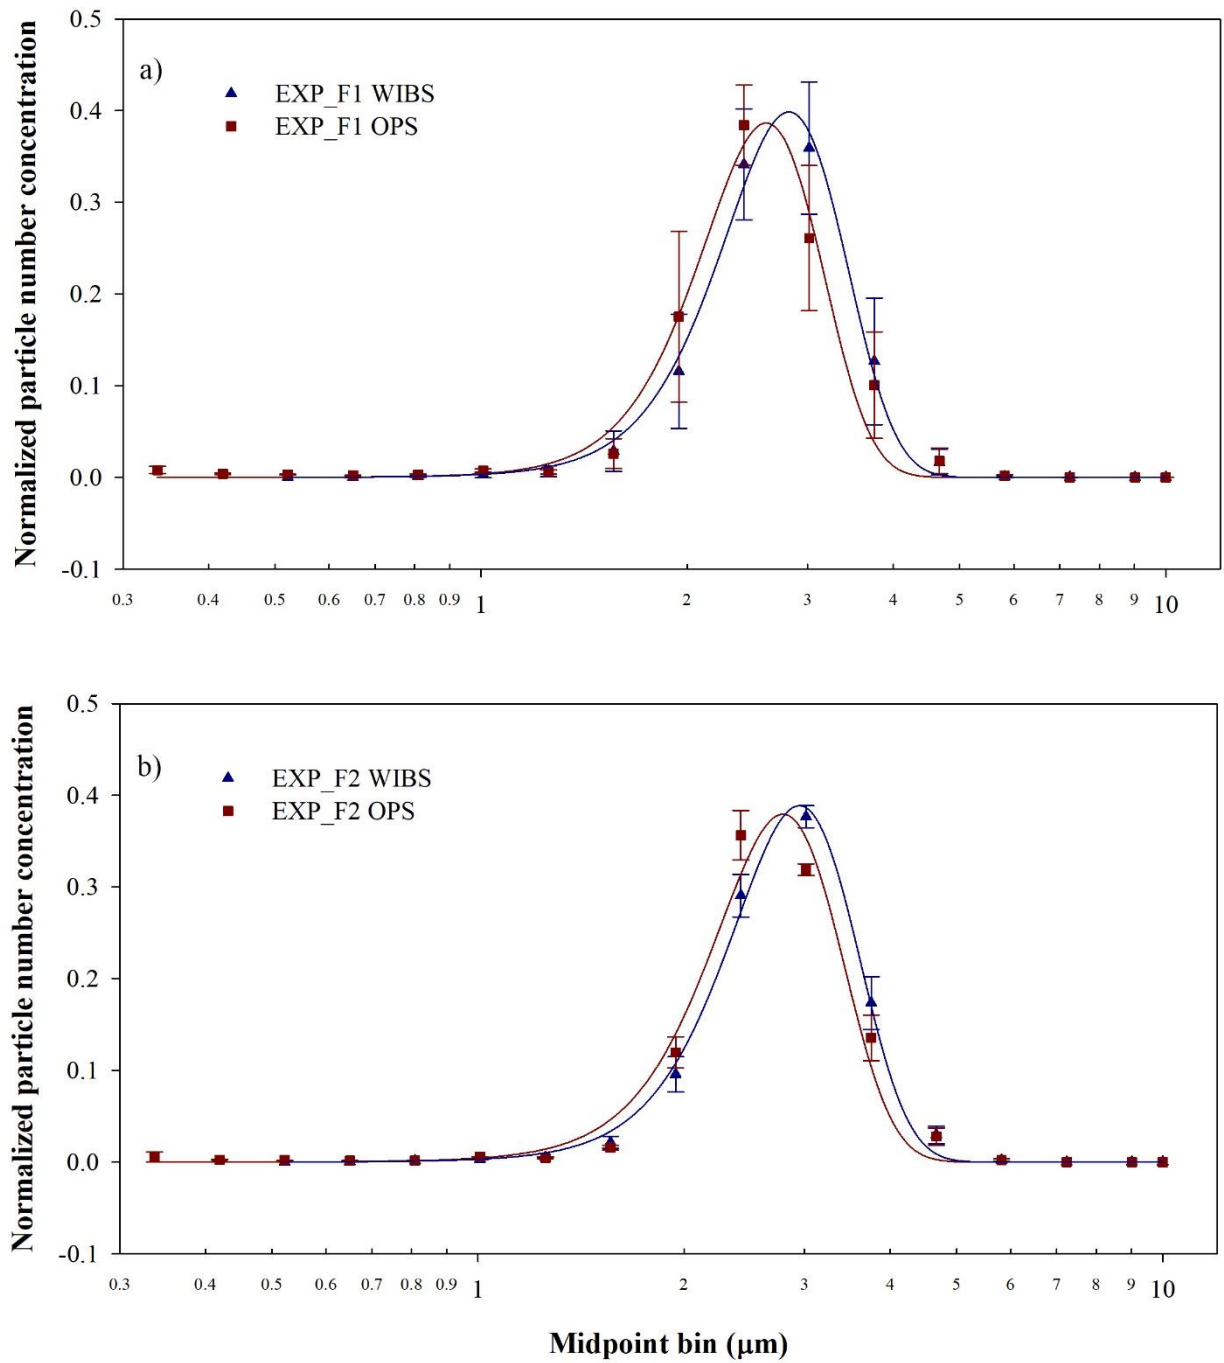 Normalized particle number concentration
a)
EXP_F1 WIBS
EXP_F1 OPS
0.5
0.4
0.3
0.2
0.1
0.0
-0.1
0.3 0.4 0.5 0.6 0.7 0.8 0.9 1 2 3 4 5 6 7 8 9 10
Normalized particle number concentration
b)
EXP_F2 WIBS
EXP_F2 OPS
0.5
0.4
0.3
0.2
0.1
0.0
-0.1
0.3 0.4 0.5 0.6 0.7 0.8 0.9 1 2 3 4 5 6 7 8 9 10
Midpoint bin (μm)